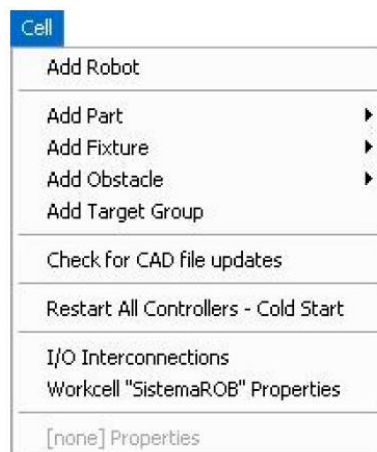 Cell
Add Robot
Add Part
Add Fixture
Add Obstacle
Add Target Group
Check for CAD file updates
Restart All Controllers - Cold Start
I/O Interconnections
Workcell "SistemaROB" Properties
[none] Properties